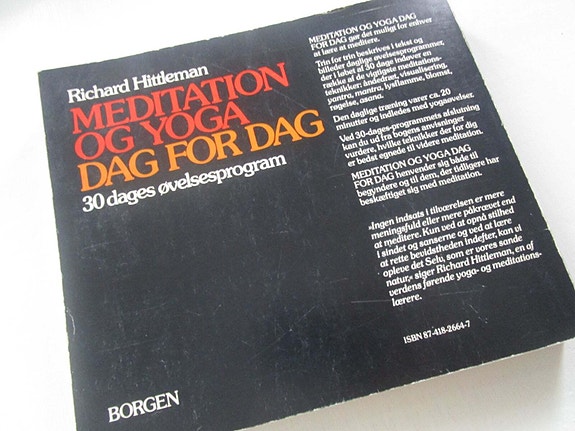 Richard Hittleman
MEDITATION
OG YOGA
DAG FOR DAG
30 dages øvelsesprogram
BORGEN
MEDITATION OG YOGA DAG
FOR DAG gør det muligt for enhver
at lære at meditere.
Trin for trin beskrives i tekst og
billeder daglige øvelsesprogrammer,
der i løbet af 30 dage indøver en
række af de vigtigste meditations-
teknikker: åndedræt, visualisering,
yantra, mantra, lysflamme, blomst,
røgelse, asana.
Den daglige træning varer ca. 20
minutter og indledes med yogaøvelser.
Ved 30-dages-programmets afslutning
kan du ud fra bogens anvisninger
vurdere, hvilke teknikker der for dig
er bedst egnede til videre meditation.
MEDITATION OG YOGA DAG
FOR DAG henvender sig både til
begyndere og til dem, der tidligere har
beskæftiget sig med meditation.
»Ingen indsats i tilværelsen er mere
meningsfuld eller mere påkrævet end
at meditere. Kun ved at opnå stilhed
i sindet og sanserne og ved at lære
at rette bevidstheden indefter, kan vi
opleve det Selv, som er vores sande
natur,« siger Richard Hittleman, en af
verdens førende yoga- og meditations-
lærere.
ISBN 87-418-2664-7